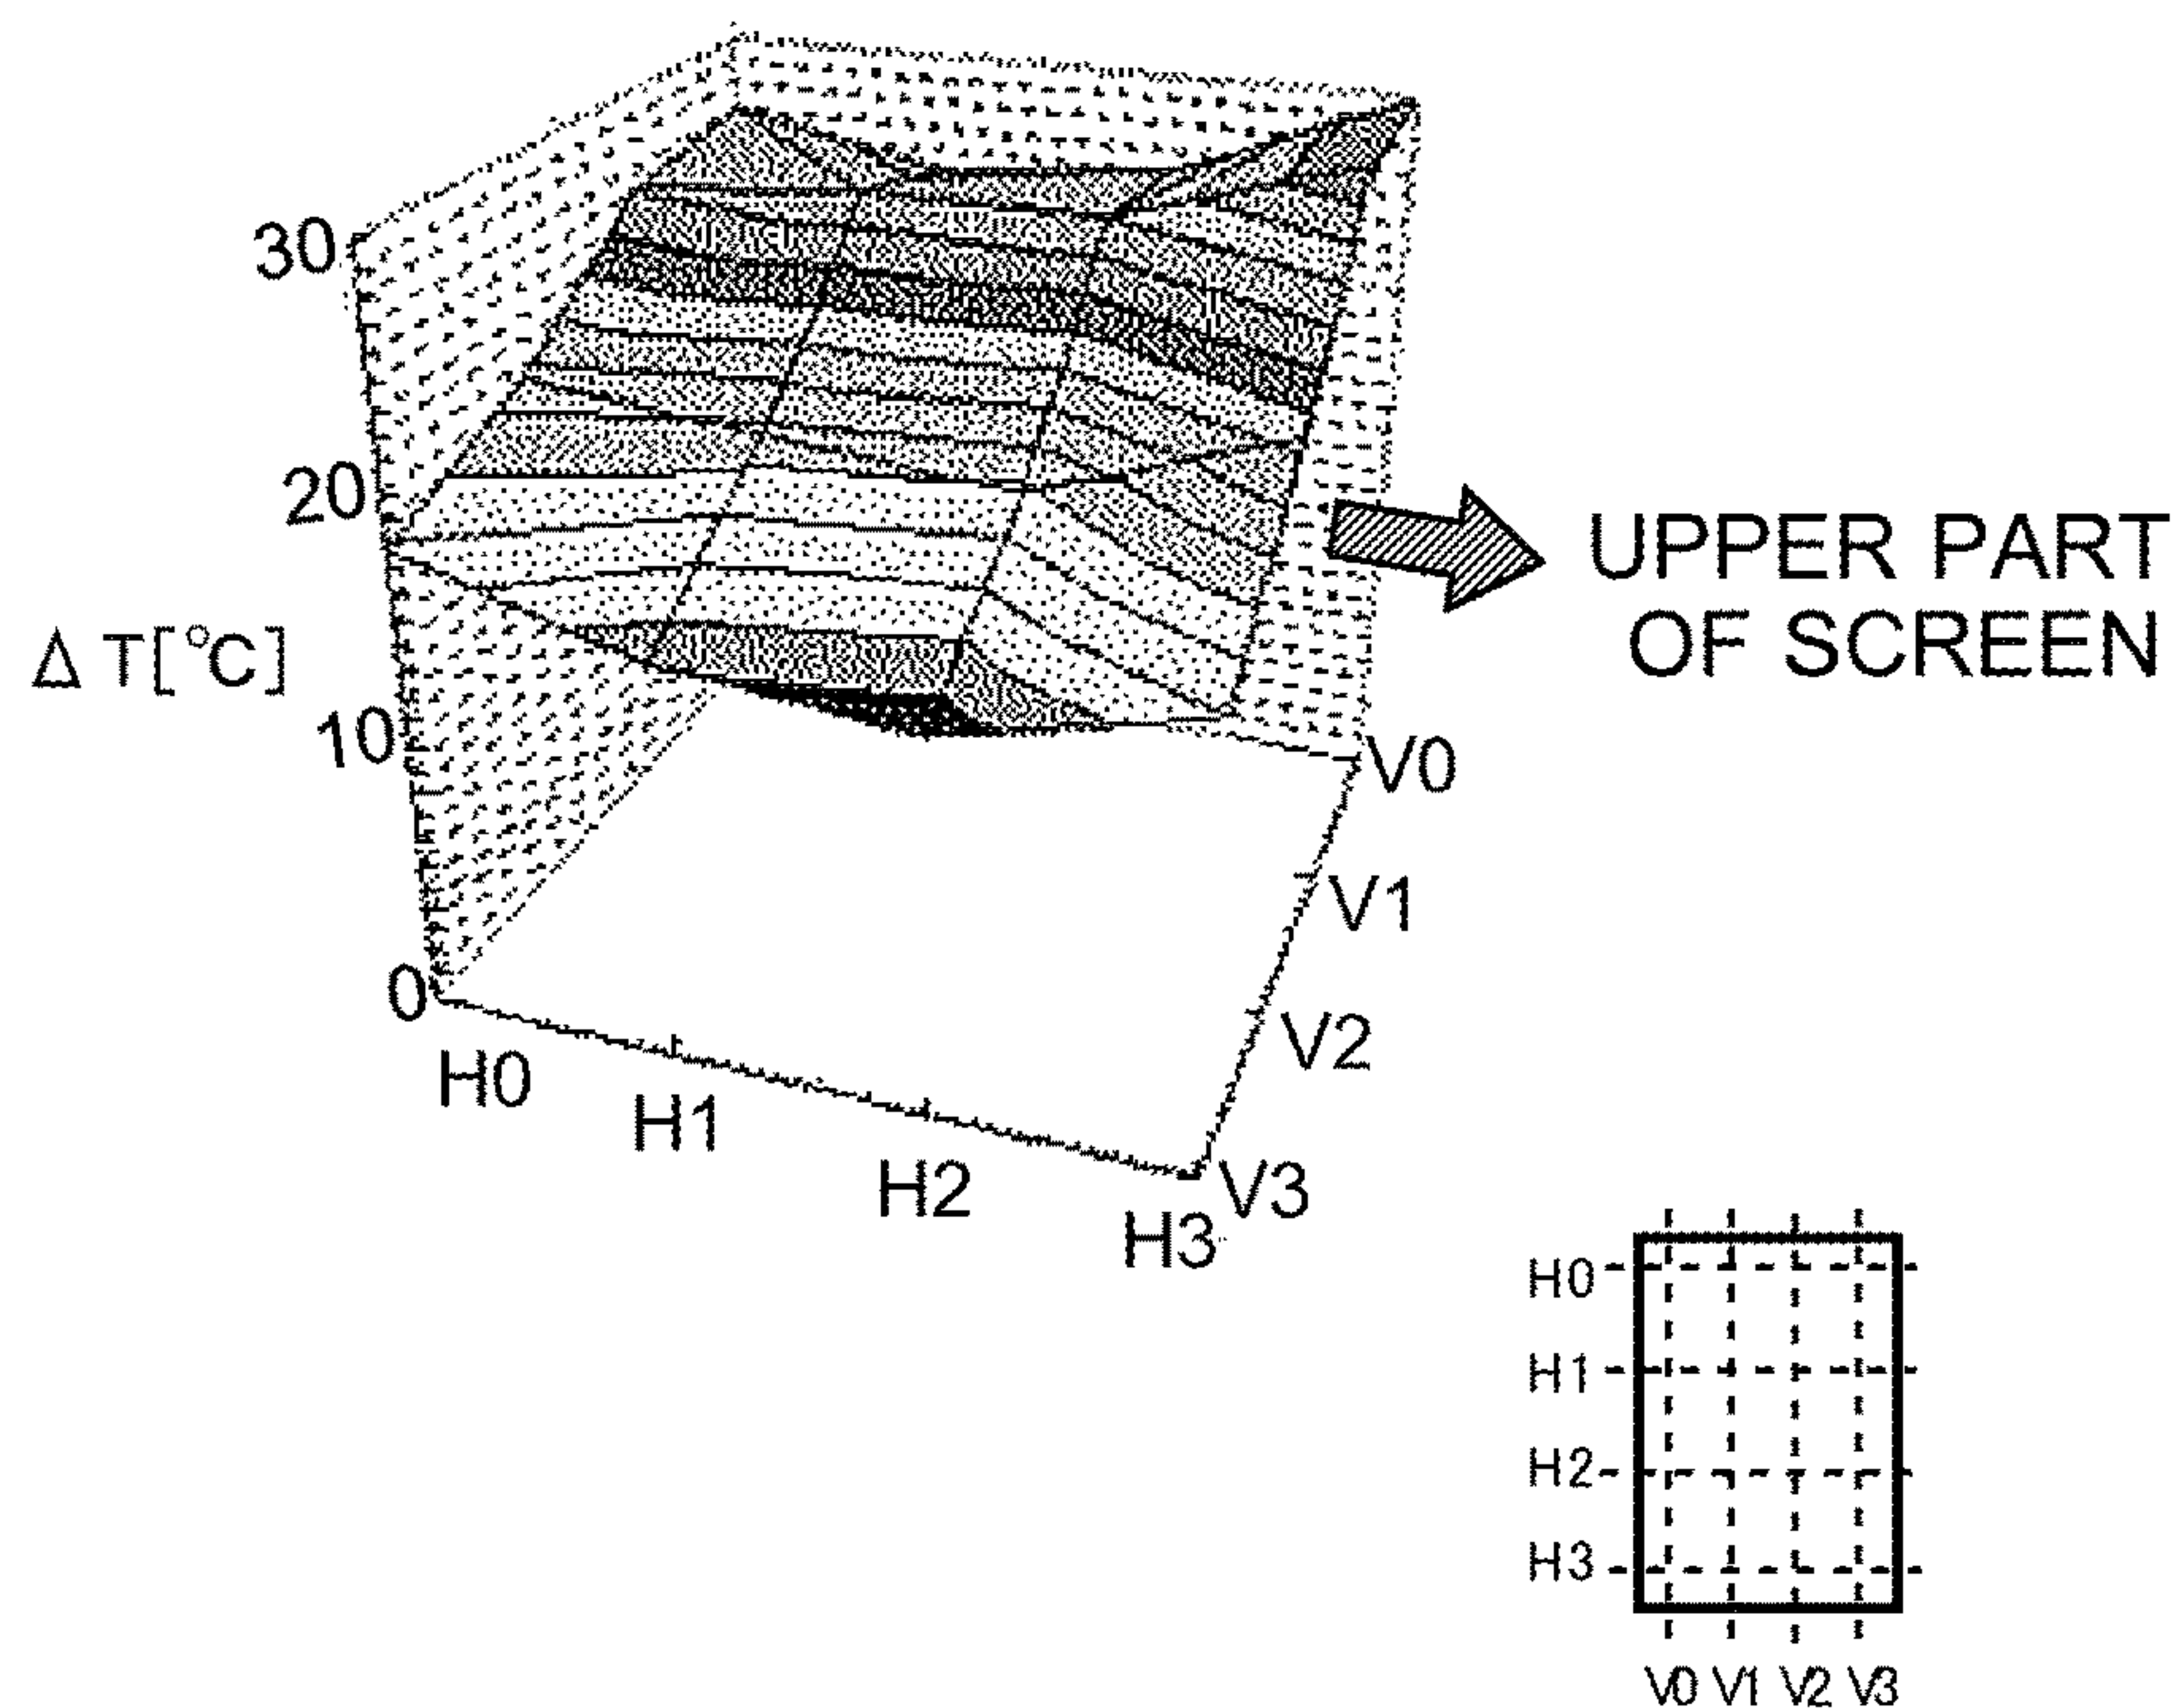 30
20
Δ T[℃]
10
0
H0
H1
H2
H3
V0
V1
V2
V3
UPPER PART
OF SCREEN
H0
H1
H2
H3
V0 V1 V2 V3